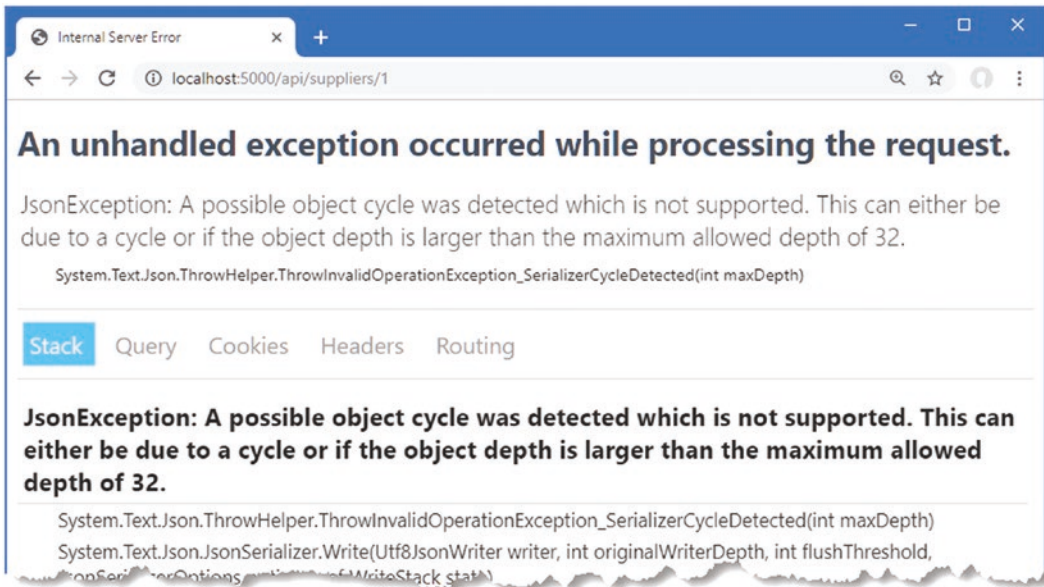 Internal Server Error
localhost:5000/api/suppliers/1
An unhandled exception occurred while processing the request.
JsonException: A possible object cycle was detected which is not supported. This can either be
due to a cycle or if the object depth is larger than the maximum allowed depth of 32.
System.Text.Json.ThrowHelper.ThrowInvalidOperationException_SerializerCycleDetected(int maxDepth)
Stack Query Cookies Headers Routing
JsonException: A possible object cycle was detected which is not supported. This can
either be due to a cycle or if the object depth is larger than the maximum allowed
depth of 32.
System.Text.Json.ThrowHelper.ThrowInvalidOperationException_SerializerCycleDetected(int maxDepth)
System.Text.Json.JsonSerializer.Write(Utf8JsonWriter writer, int originalWriterDepth, int flushThreshold,